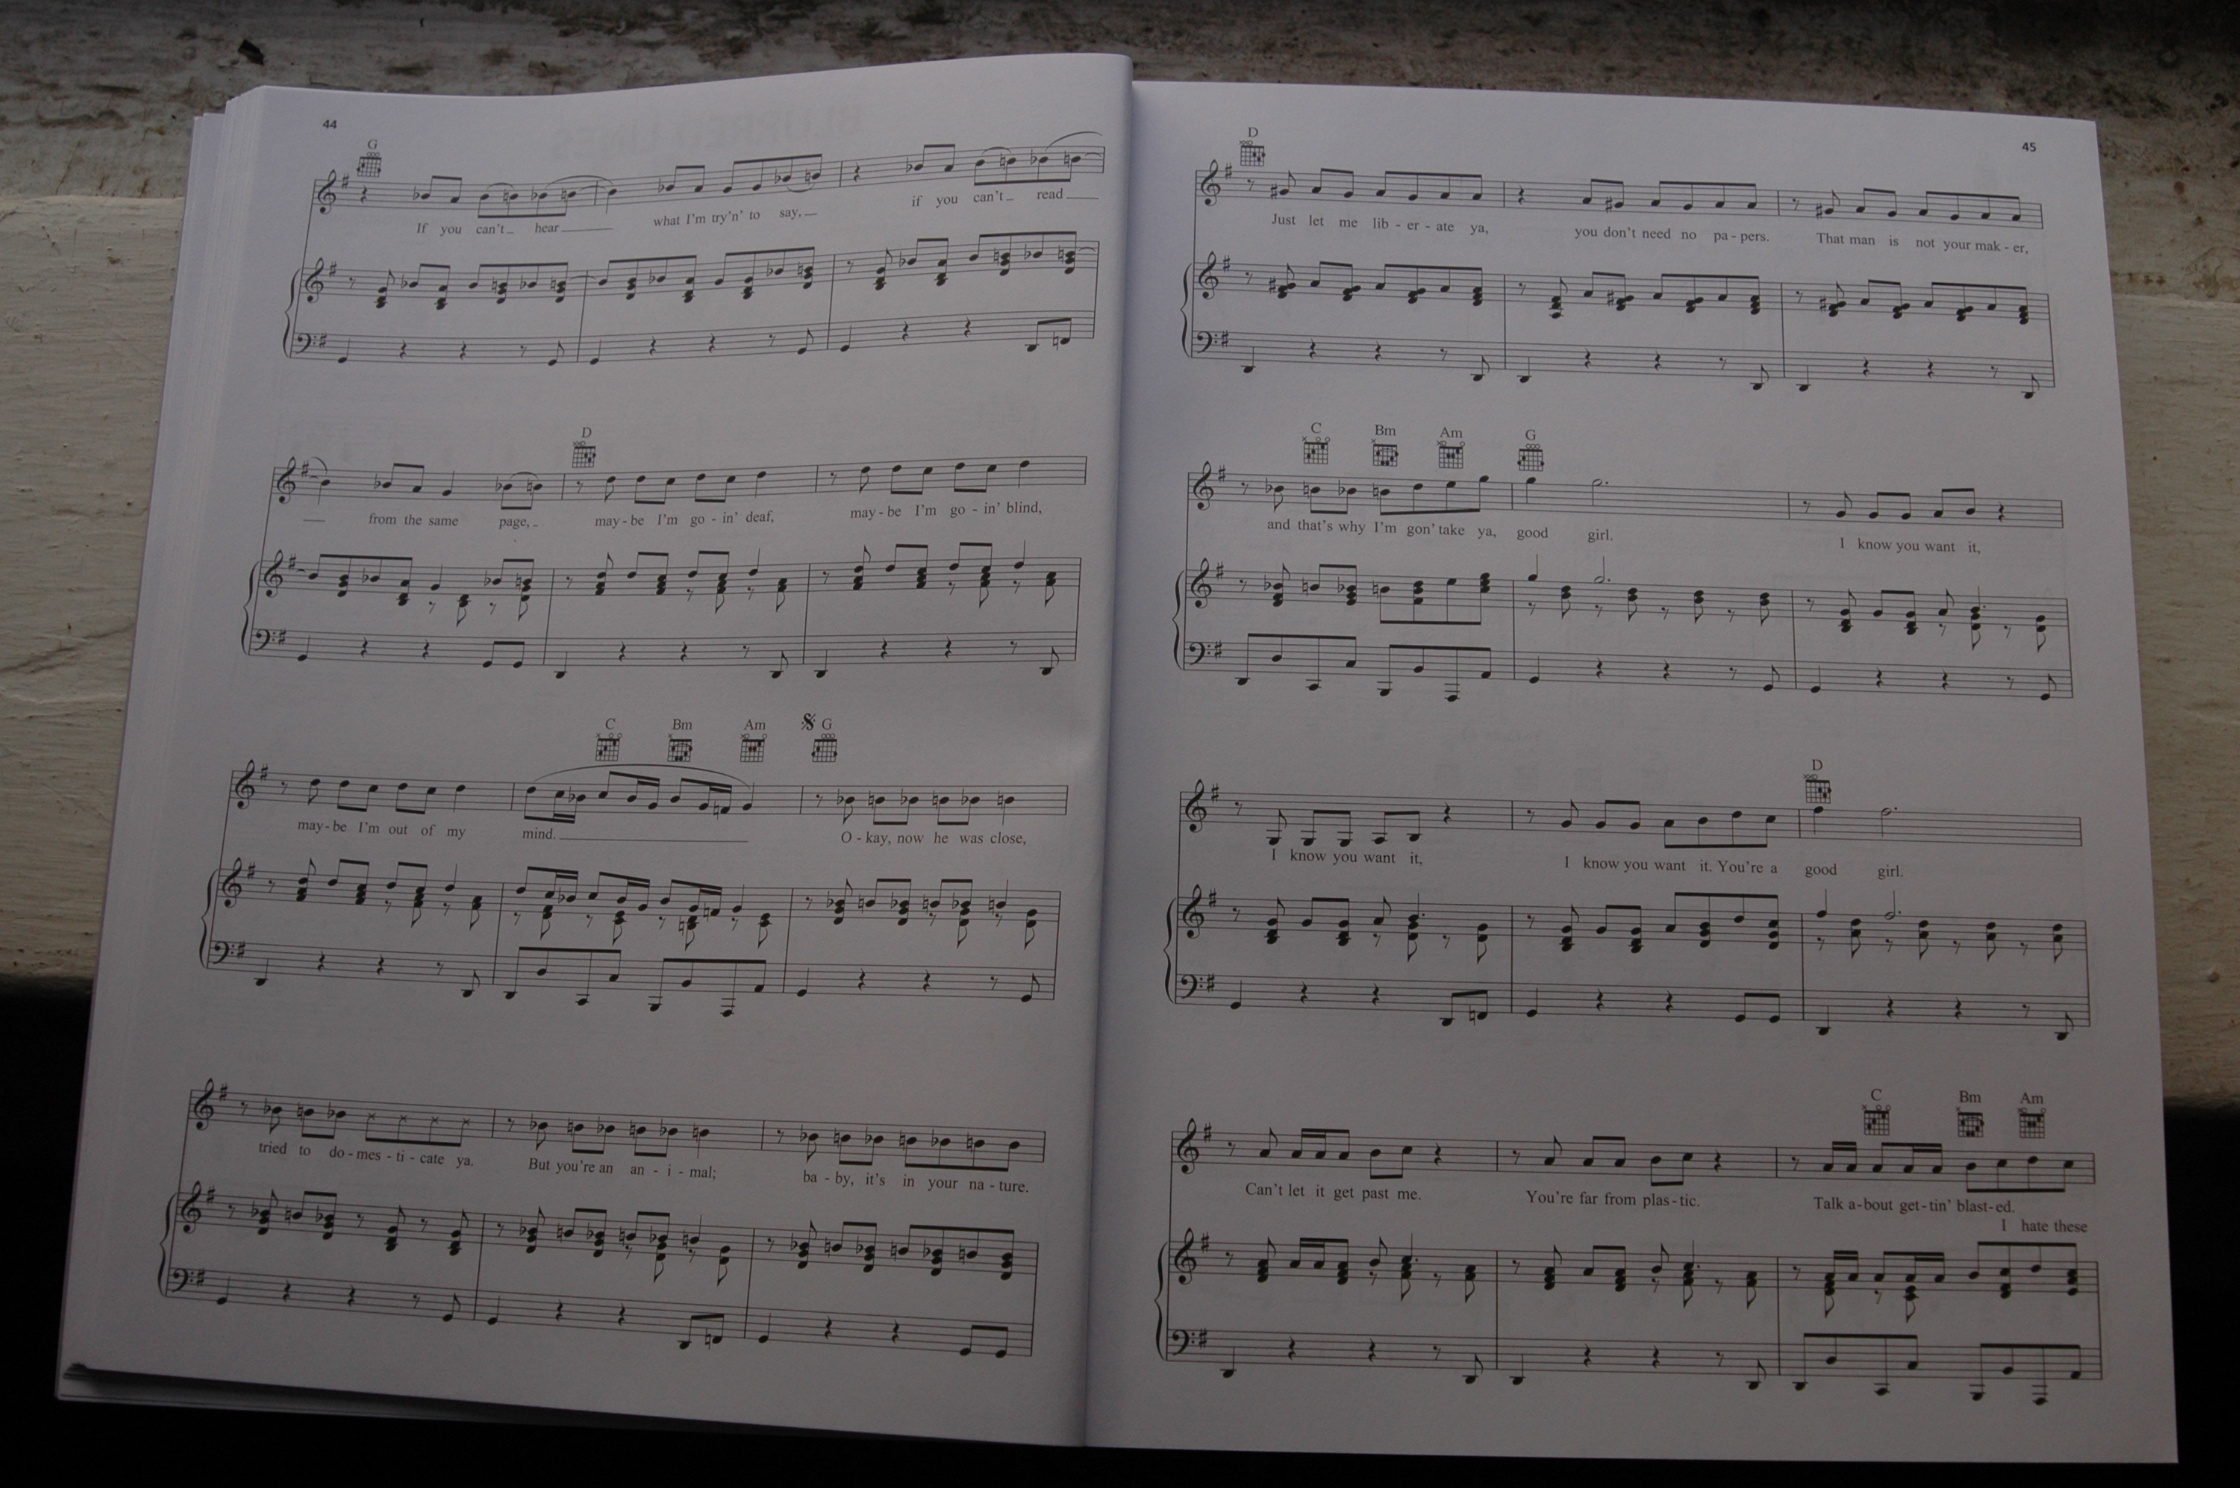 44
G
If you can't hear what I'm try'n' to say, if you can't read
D
from the same page, may-be I'm go-in' deaf, may-be I'm go-in' blind,
C Bm Am G
may-be I'm out of my mind. O-kay, now he was close,
tried to do-mes-ti-cate ya. But you're an an-i-mal; ba-by, it's in your na-ture.
45
D
Just let me lib-er-ate ya, you don't need no pa-pers. That man is not your mak-er,
C Bm Am G
and that's why I'm gon' take ya, good girl. I know you want it,
D
I know you want it, I know you want it. You're a good girl.
C Bm Am
Can't let it get past me. You're far from plas-tic. Talk a-bout get-tin' blast-ed.
I hate these